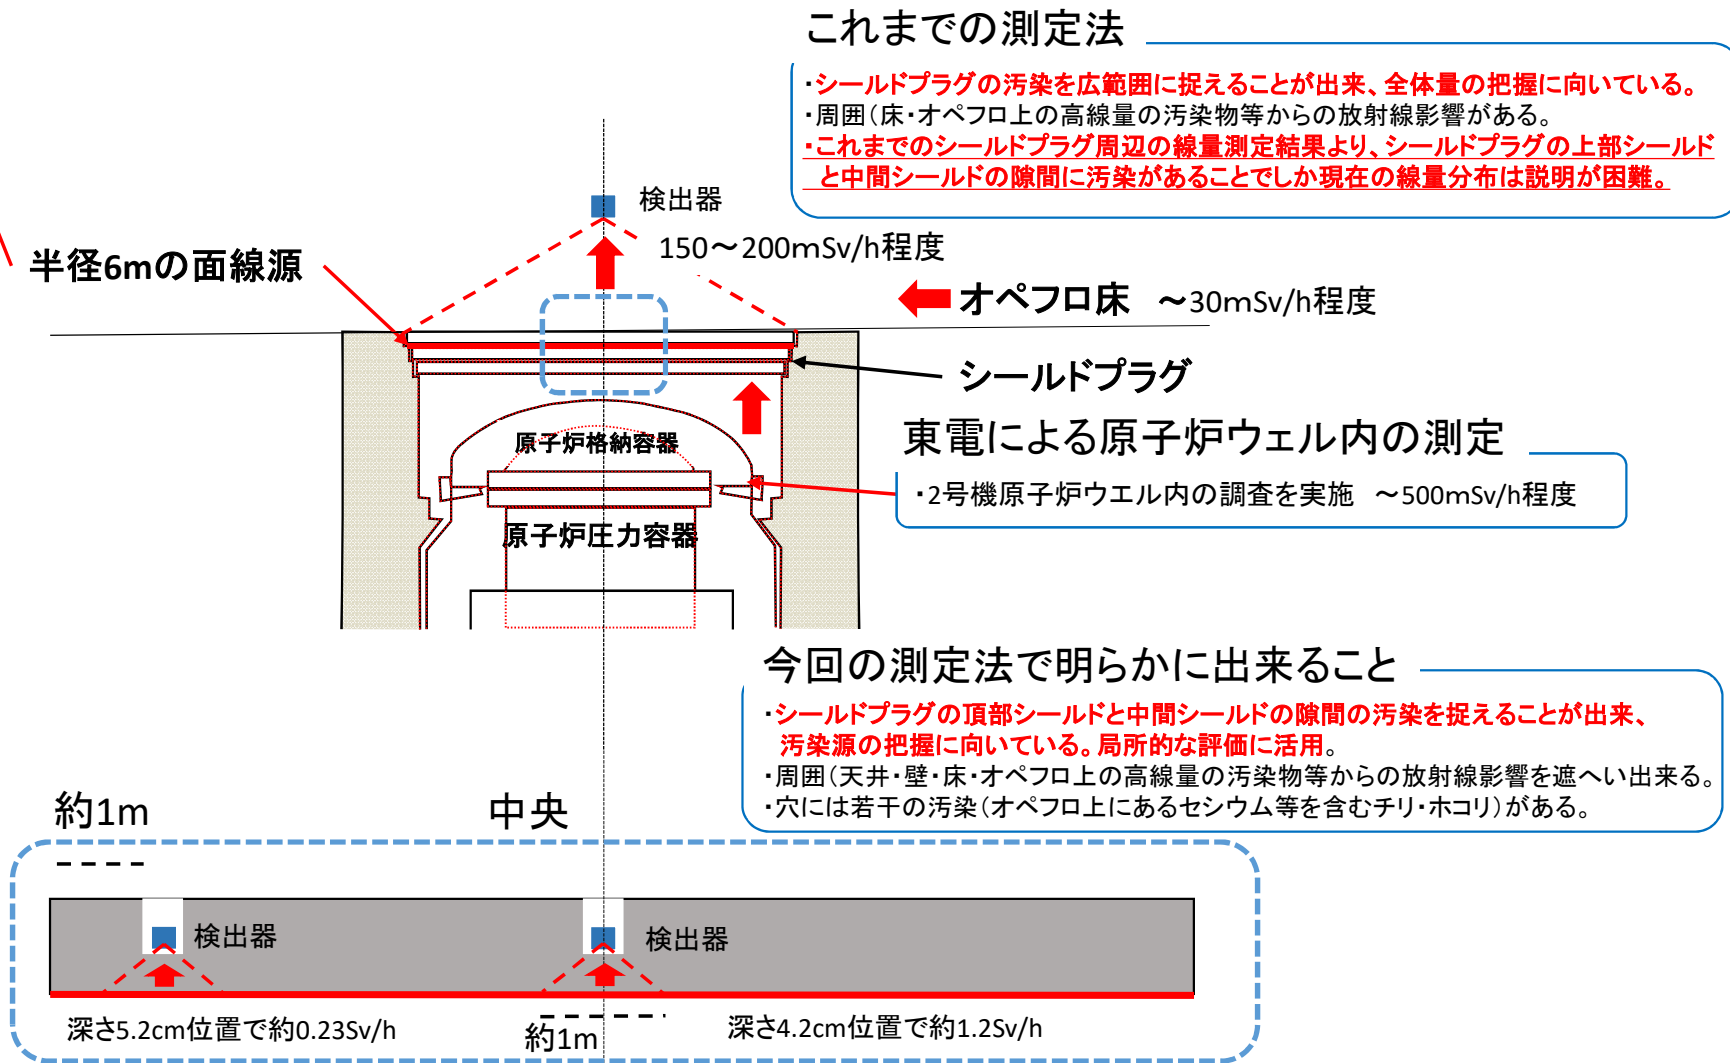 これまでの測定法
・シールドプラグの汚染を広範囲に捉えることが出来、全体量の把握に向いている。
・周囲（床・オペフロ上の高線量の汚染物等からの放射線影響がある。
・これまでのシールドプラグ周辺の線量測定結果より、シールドプラグの上部シールド
と中間シールドの隙間に汚染があることでしか現在の線量分布は説明が困難。
検出器
150～200mSv/h程度
半径6mの面線源
オペフロ床　～30mSv/h程度
シールドプラグ
東電による原子炉ウェル内の測定
・2号機原子炉ウエル内の調査を実施　～500mSv/h程度
原子炉格納容器
原子炉圧力容器
今回の測定法で明らかに出来ること
・シールドプラグの頂部シールドと中間シールドの隙間の汚染を捉えることが出来、
汚染源の把握に向いている。局所的な評価に活用。
・周囲（天井・壁・床・オペフロ上の高線量の汚染物等からの放射線影響を遮へい出来る。
・穴には若干の汚染（オペフロ上にあるセシウム等を含むチリ・ホコリ）がある。
約1m
中央
検出器
検出器
深さ5.2cm位置で約0.23Sv/h
約1m
深さ4.2cm位置で約1.2Sv/h